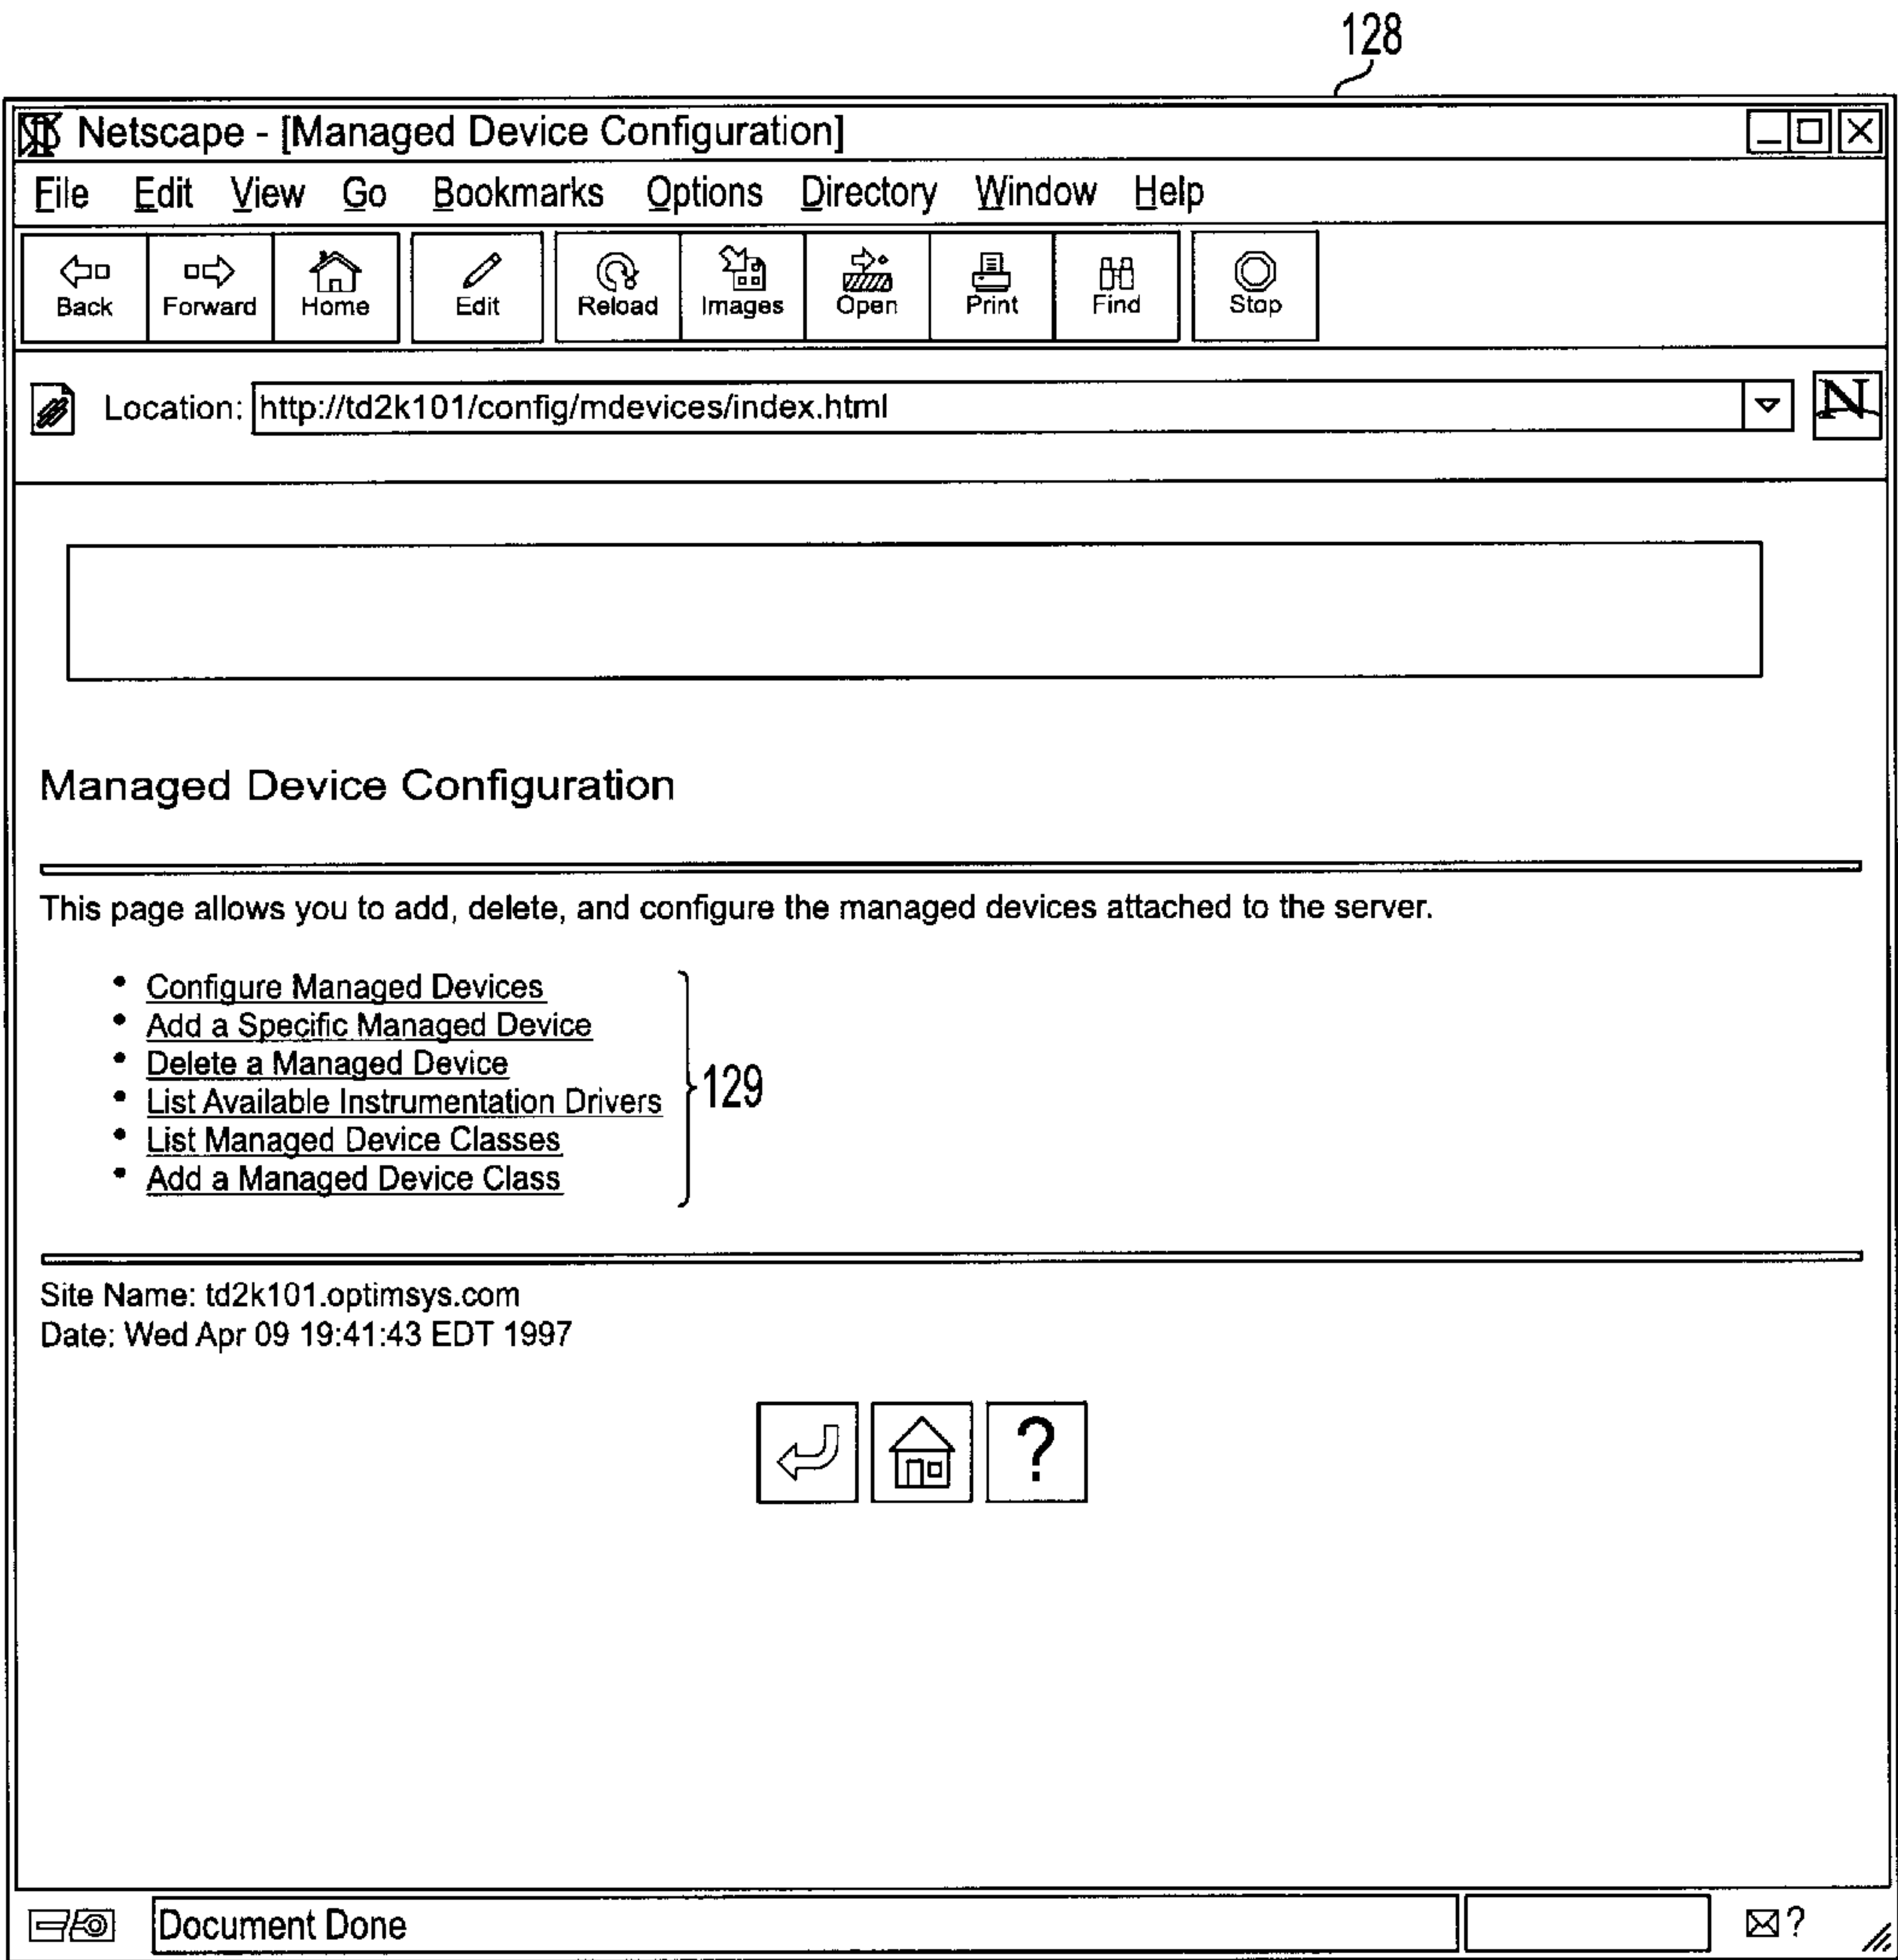 128
Netscape - [Managed Device Configuration]
File Edit View Go Bookmarks Options Directory Window Help
Back Forward Home Edit Reload Images Open Print Find Stop
Location: http://td2k101/config/mdevices/index.html
N
Managed Device Configuration
This page allows you to add, delete, and configure the managed devices attached to the server.
• Configure Managed Devices
• Add a Specific Managed Device
• Delete a Managed Device
• List Available Instrumentation Drivers
• List Managed Device Classes
• Add a Managed Device Class
129
Site Name: td2k101.optimsys.com
Date: Wed Apr 09 19:41:43 EDT 1997
?
Document Done
?